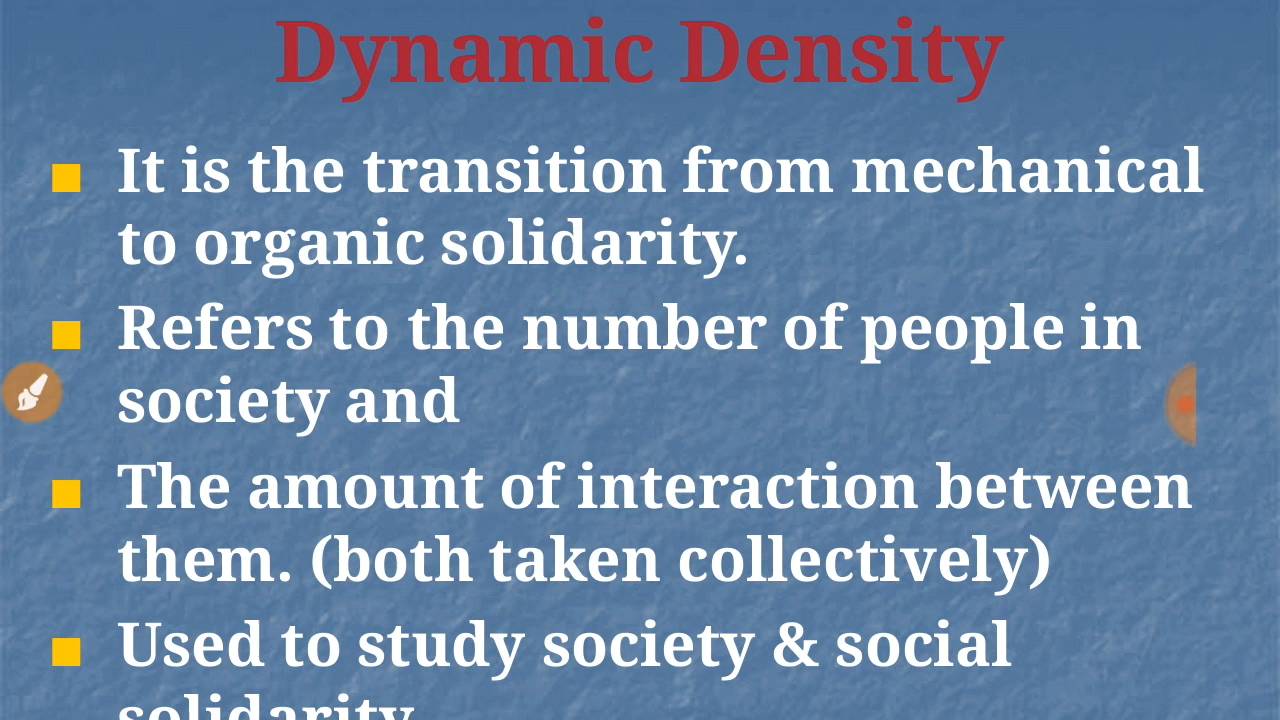 Dynamic Density
It is the transition from mechanical
to organic solidarity.
Refers to the number of people in
society and
The amount of interaction between
them. (both taken collectively)
Used to study society & social
solidarity